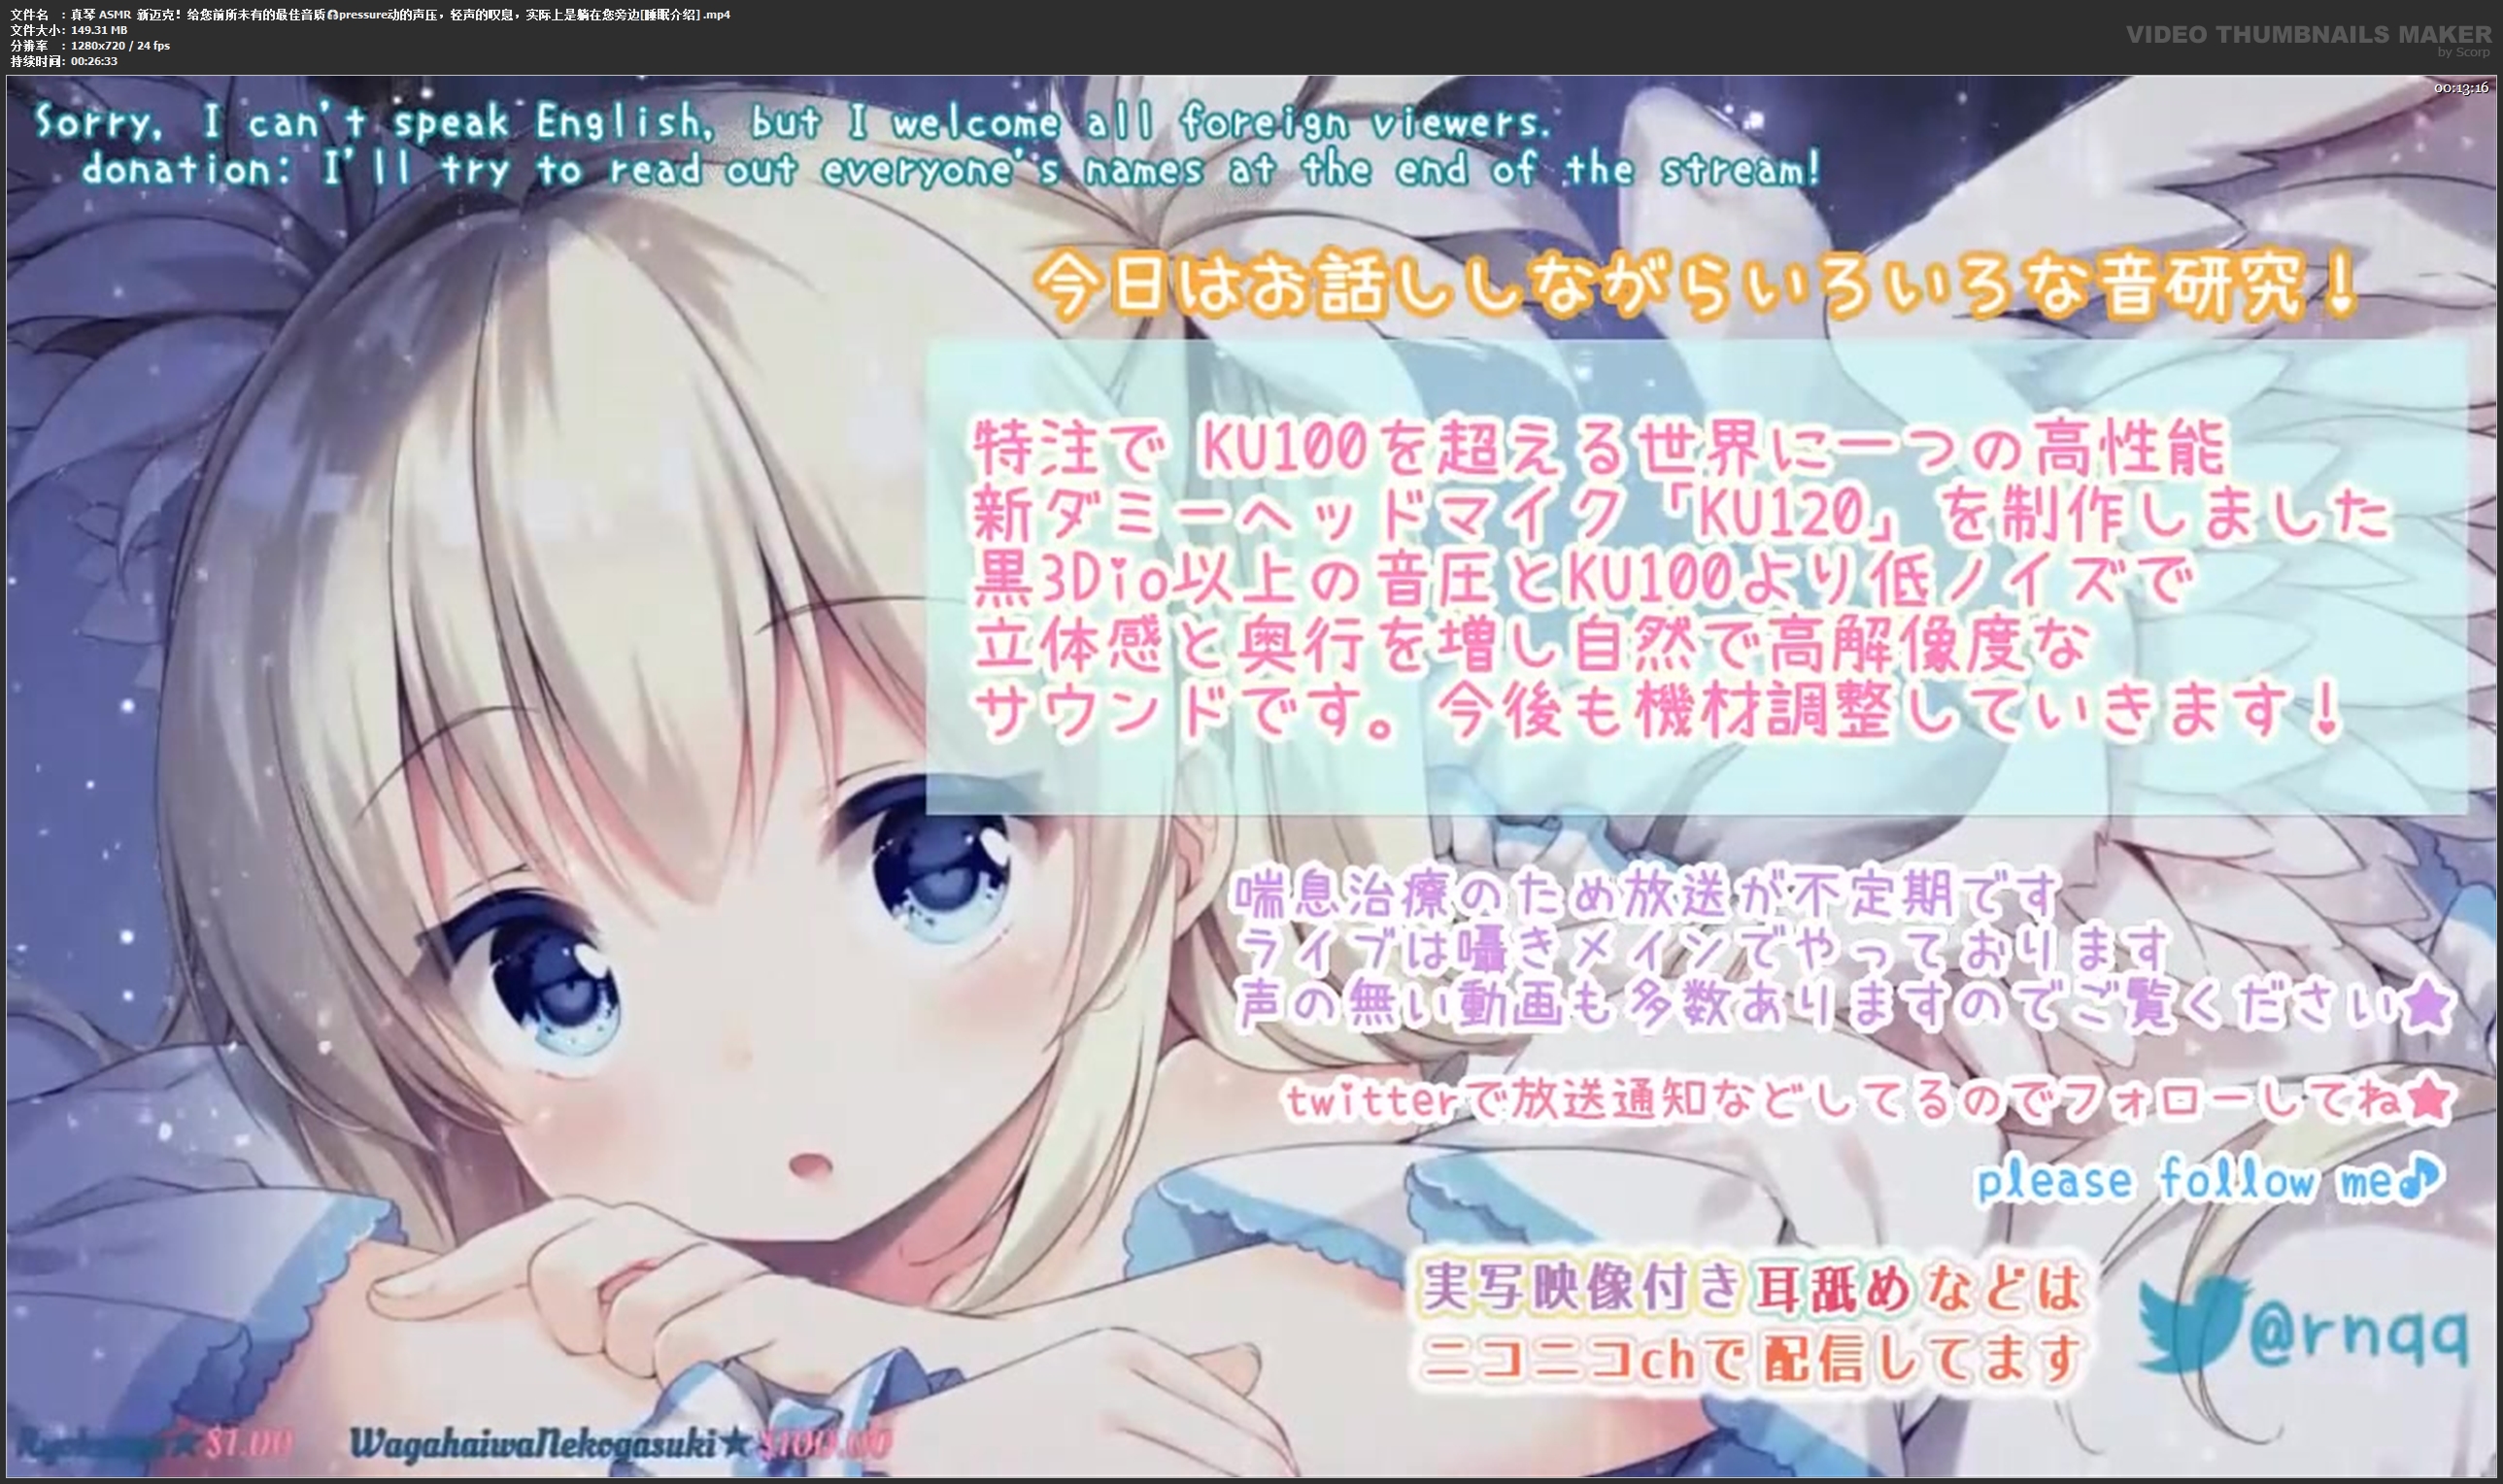 文件名 : 真琴 ASMR 新迈克！给您前所未有的最佳音质🎧pressure动的声压，轻声的叹息，实际上是躺在您旁边[睡眠介绍].mp4
文件大小: 149.31 MB
分辨率 : 1280x720 / 24 fps
持续时间: 00:26:33
VIDEO THUMBNAILS MAKER
by Scorp
00:13:16
Sorry, I can't speak English, but I welcome all foreign viewers.
donation: I'll try to read out everyone's names at the end of the stream!
今日はお話ししながらいろいろな音研究！
特注で KU100を超える世界に一つの高性能
新ダミーヘッドマイク「KU120」を制作しました
黒3Dio以上の音圧とKU100より低ノイズで
立体感と奥行を増し自然で高解像度な
サウンドです。今後も機材調整していきます！
喘息治療のため放送が不定期です
ライブは囁きメインでやっております
声の無い動画も多数ありますのでご覧ください★
twitterで放送通知などしてるのでフォローしてね★
please follow me♪
実写映像付き耳舐めなどは
ニコニコchで配信してます
@rnqq
$1.00 WagahaiwaNekogasuki★ $100.00